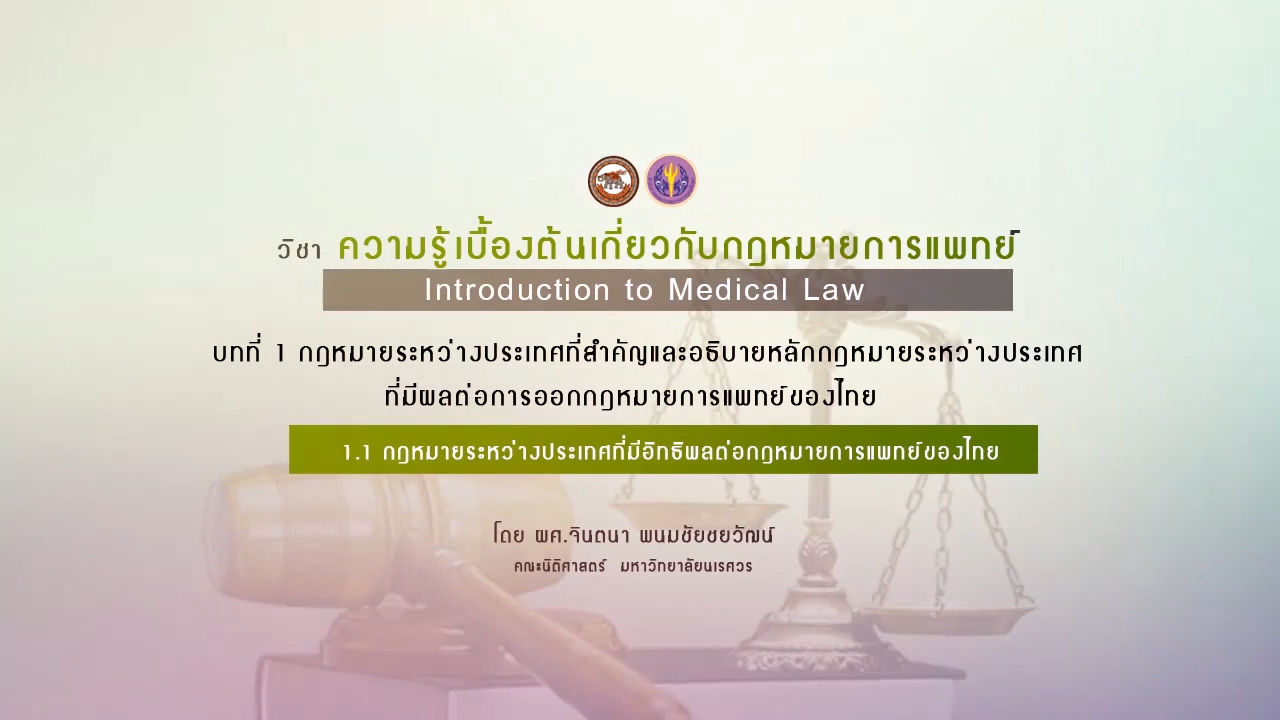 วิชา ความรู้เบื้องต้นเกี่ยวกับกฎหมายการแพทย์
Introduction to Medical Law
บทที่ 1 กฎหมายระหว่างประเทศที่สำคัญและอธิบายหลักกฎหมายระหว่างประเทศ
ที่มีผลต่อการออกกฎหมายการแพทย์ของไทย
1.1 กฎหมายระหว่างประเทศที่มีอิทธิพลต่อกฎหมายการแพทย์ของไทย
โดย ผศ.จินตนา พนมชัยชยวัฒน์
คณะนิติศาสตร์ มหาวิทยาลัยนเรศวร